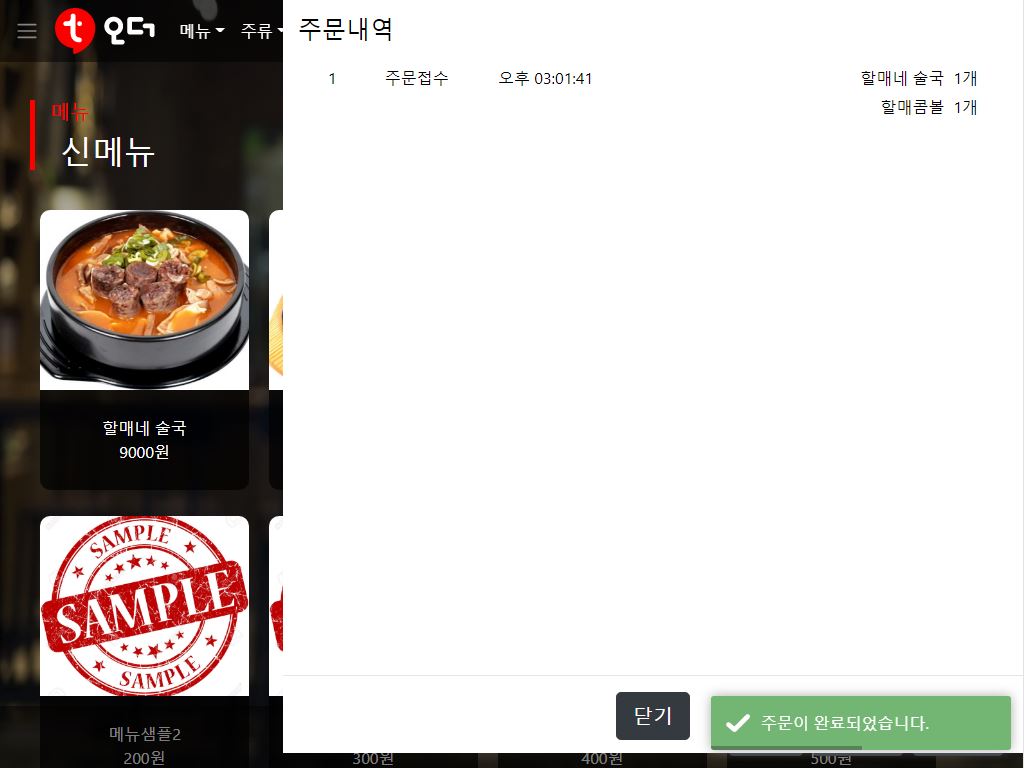 t 오더
메뉴 주류
메뉴
신메뉴
할매네 술국
9000원
SAMPLE
SAMPLE
SAMPLE
메뉴샘플2
200원
300원
400원
500원
주문내역
1 주문접수 오후 03:01:41 할매네 술국 1개
할매콤볼 1개
닫기
주문이 완료되었습니다.